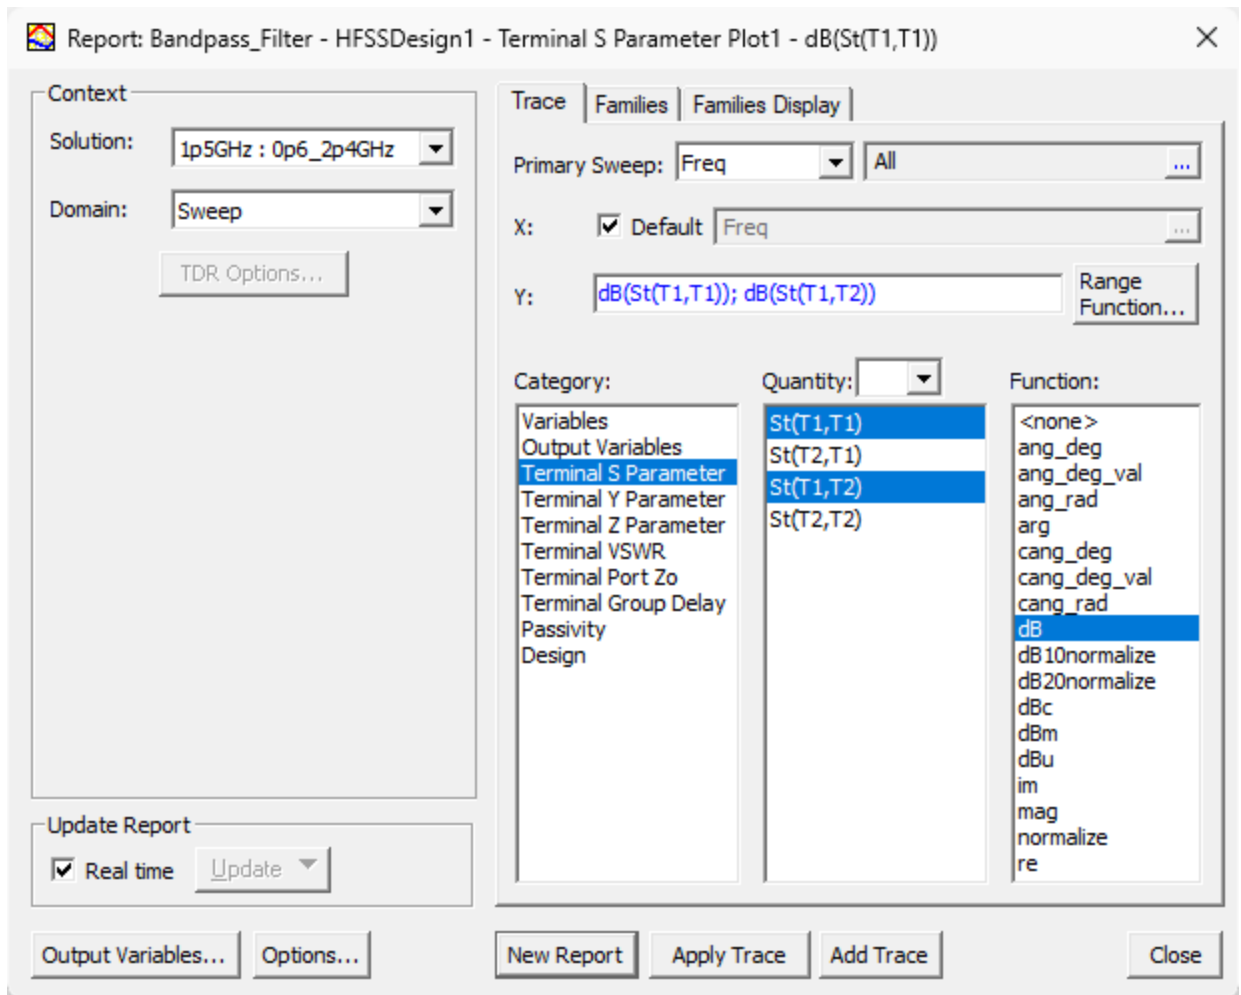 Report: Bandpass_Filter - HFSSDesign1 - Terminal S Parameter Plot1 - dB(St(T1,T1))
Context
Solution:
1p5GHz : 0p6_2p4GHz
Domain:
Sweep
TDR Options...
Update Report
Real time
Update
Output Variables...
Options...
Trace
Families
Families Display
Primary Sweep:
Freq
All
...
X:
Default
Freq
...
Y:
dB(St(T1,T1)); dB(St(T1,T2))
Range
Function...
Category:
Variables
Output Variables
Terminal S Parameter
Terminal Y Parameter
Terminal Z Parameter
Terminal VSWR
Terminal Port Zo
Terminal Group Delay
Passivity
Design
Quantity:
St(T1,T1)
St(T2,T1)
St(T1,T2)
St(T2,T2)
Function:
<none>
ang_deg
ang_deg_val
ang_rad
arg
cang_deg
cang_deg_val
cang_rad
dB
dB10normalize
dB20normalize
dBc
dBm
dBu
im
mag
normalize
re
New Report
Apply Trace
Add Trace
Close